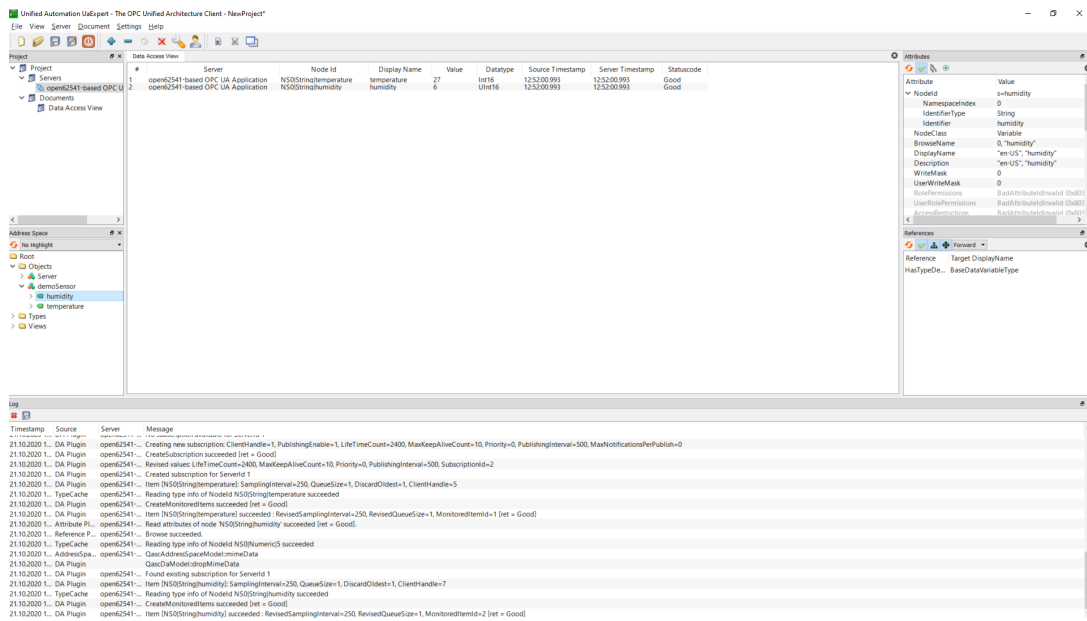 Unified Automation UaExpert - The OPC Unified Architecture Client - NewProject*
File View Server Document Settings Help
Project
Project
Servers
open62541-based OPC U
Documents
Data Access View
Address Space
No Highlight
Root
Objects
Server
demoSensor
humidity
temperature
Types
Views
Data Access View
# Server Node Id Display Name Value Datatype Source Timestamp Server Timestamp Statuscode
1 open62541-based OPC UA Application NS0|String|temperature temperature 27 Int16 12:52:00.993 12:52:00.993 Good
2 open62541-based OPC UA Application NS0|String|humidity humidity 6 UInt16 12:52:00.993 12:52:00.993 Good
Attributes
Attribute Value
NodeId s=humidity
NamespaceIndex 0
IdentifierType String
Identifier humidity
NodeClass Variable
BrowseName 0, "humidity"
DisplayName "en-US", "humidity"
Description "en-US", "humidity"
WriteMask 0
UserWriteMask 0
RolePermissions BadAttributeIdInvalid (0x803
UserRolePermissions BadAttributeIdInvalid (0x803
AccessRestrictions BadAttributeIdInvalid (0x803
References
Forward
Reference Target DisplayName
HasTypeDe... BaseDataVariableType
Log
Timestamp Source Server Message
21.10.2020 1... DA Plugin open62541-... Creating new subscription: ClientHandle=1, PublishingEnable=1, LifeTimeCount=2400, MaxKeepAliveCount=10, Priority=0, PublishingInterval=500, MaxNotificationsPerPublish=0
21.10.2020 1... DA Plugin open62541-... CreateSubscription succeeded [ret = Good]
21.10.2020 1... DA Plugin open62541-... Revised values: LifeTimeCount=2400, MaxKeepAliveCount=10, Priority=0, PublishingInterval=500, SubscriptionId=2
21.10.2020 1... DA Plugin open62541-... Created subscription for ServerId 1
21.10.2020 1... DA Plugin open62541-... Item [NS0|String|temperature]: SamplingInterval=250, QueueSize=1, DiscardOldest=1, ClientHandle=5
21.10.2020 1... TypeCache open62541-... Reading type info of NodeId NS0|String|temperature succeeded
21.10.2020 1... DA Plugin open62541-... CreateMonitoredItems succeeded [ret = Good]
21.10.2020 1... DA Plugin open62541-... Item [NS0|String|temperature] succeeded : RevisedSamplingInterval=250, RevisedQueueSize=1, MonitoredItemId=1 [ret = Good]
21.10.2020 1... Attribute Pl... open62541-... Read attributes of node 'NS0|String|humidity' succeeded [ret = Good].
21.10.2020 1... Reference P... open62541-... Browse succeeded.
21.10.2020 1... TypeCache open62541-... Reading type info of NodeId NS0|Numeric|5 succeeded
21.10.2020 1... AddressSpa... open62541-... QascAddressSpaceModel::mimeData
21.10.2020 1... DA Plugin QascDaModel::dropMimeData
21.10.2020 1... DA Plugin open62541-... Found existing subscription for ServerId 1
21.10.2020 1... DA Plugin open62541-... Item [NS0|String|humidity]: SamplingInterval=250, QueueSize=1, DiscardOldest=1, ClientHandle=7
21.10.2020 1... TypeCache open62541-... Reading type info of NodeId NS0|String|humidity succeeded
21.10.2020 1... DA Plugin open62541-... CreateMonitoredItems succeeded [ret = Good]
21.10.2020 1... DA Plugin open62541-... Item [NS0|String|humidity] succeeded : RevisedSamplingInterval=250, RevisedQueueSize=1, MonitoredItemId=2 [ret = Good]